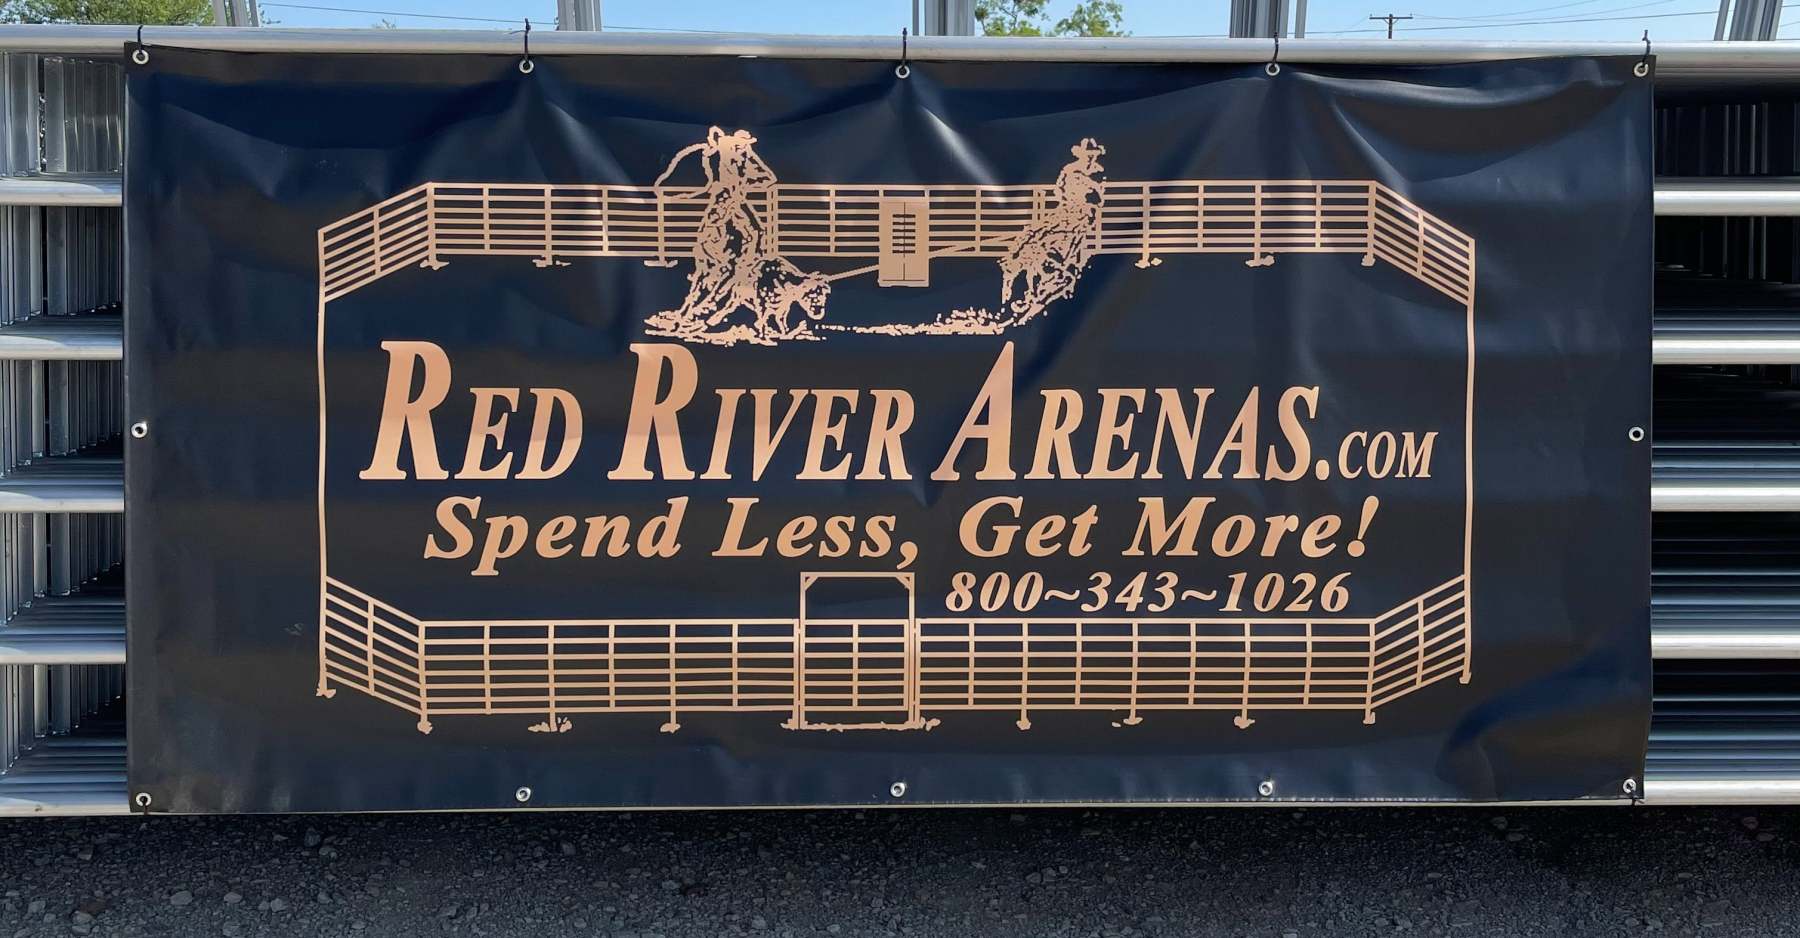 RED RIVER ARENAS.COM
Spend Less, Get More!
800~343~1026